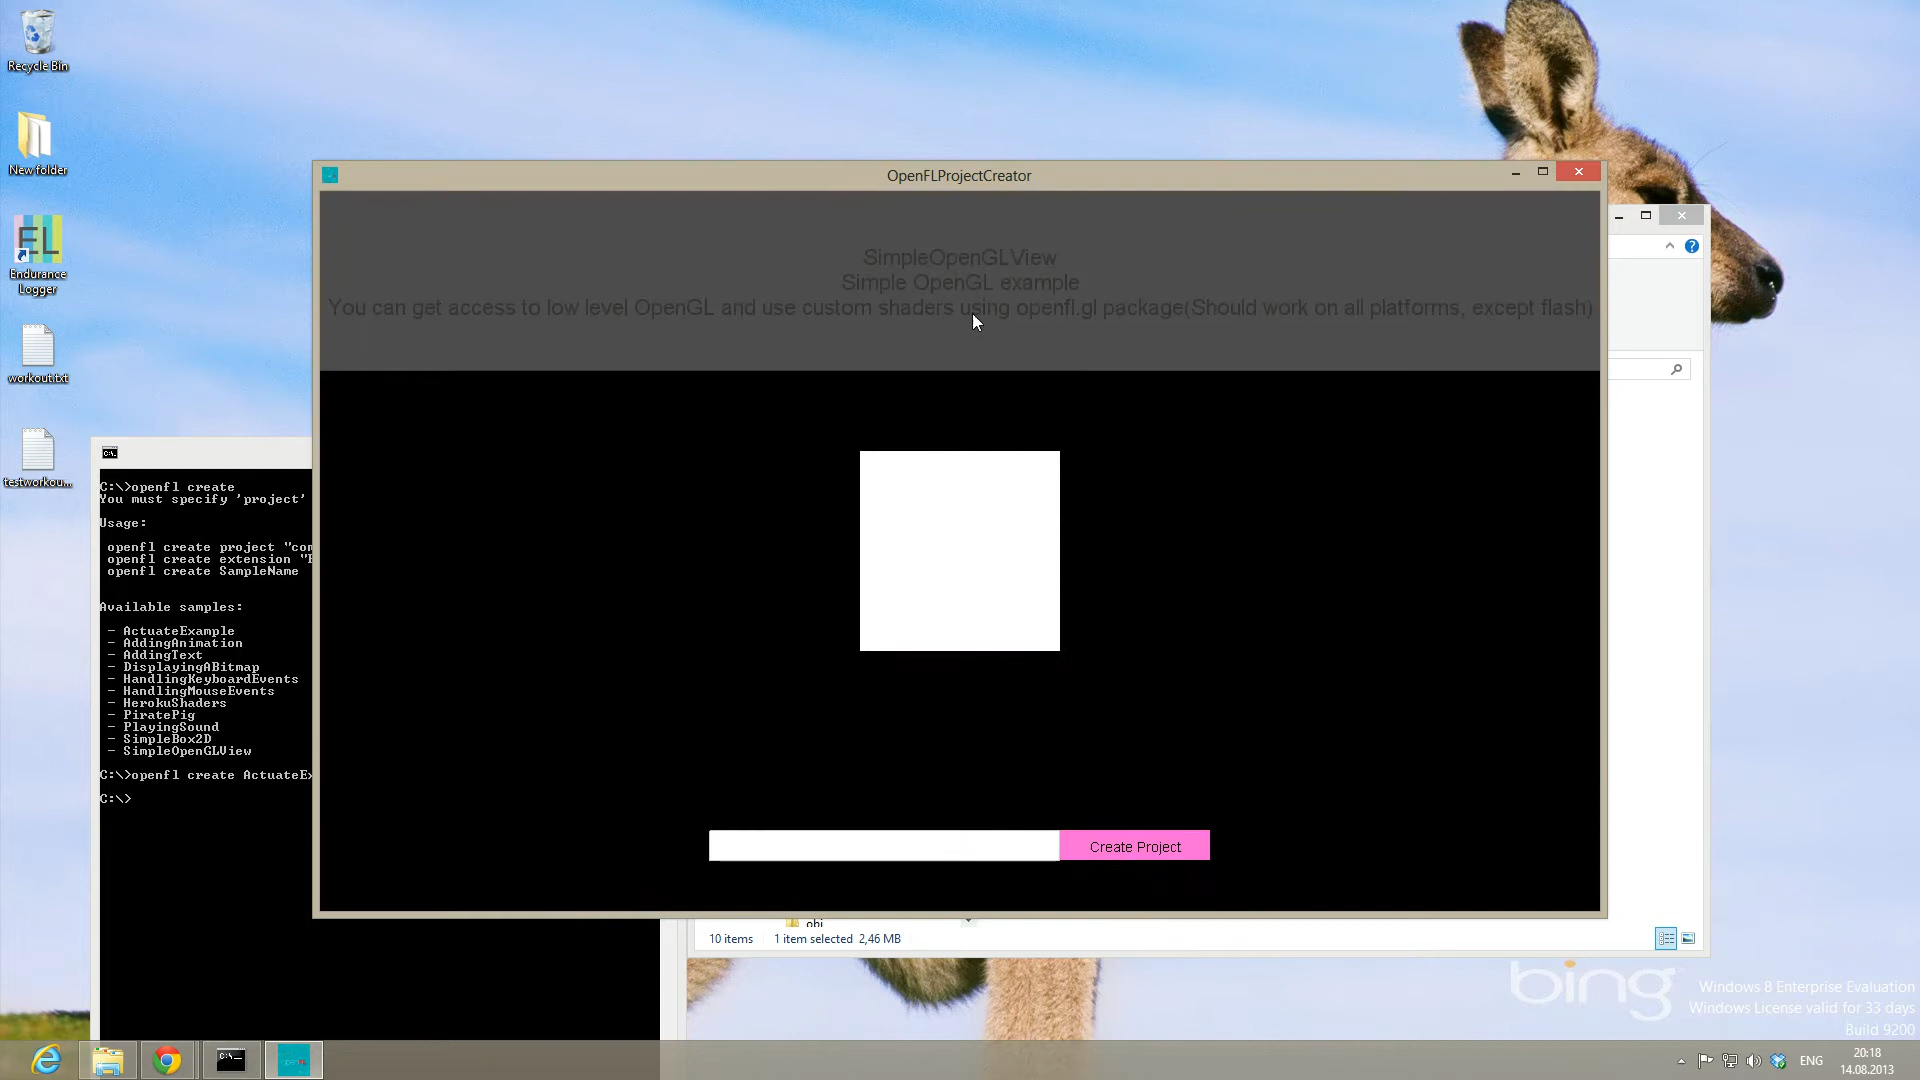 Recycle Bin
New folder
FL
Endurance
Logger
workout.txt
testworkou...
OpenFLProjectCreator
SimpleOpenGLView
Simple OpenGL example
You can get access to low level OpenGL and use custom shaders using openfl.gl package(Should work on all platforms, except flash)
Create Project
C:\>openfl create
You must specify 'project'
Usage:
openfl create project "com
openfl create extension "E
openfl create SampleName
Available samples:
- ActuateExample
- AddingAnimation
- AddingText
- DisplayingABitmap
- HandlingKeyboardEvents
- HandlingMouseEvents
- HerokuShaders
- PiratePig
- PlayingSound
- SimpleBox2D
- SimpleOpenGLView
C:\>openfl create ActuateEx
C:\>
obj
10 items 1 item selected 2,46 MB
bing
Windows 8 Enterprise Evaluation
Windows License valid for 33 days
Build 9200
ENG
20:18
14.08.2013